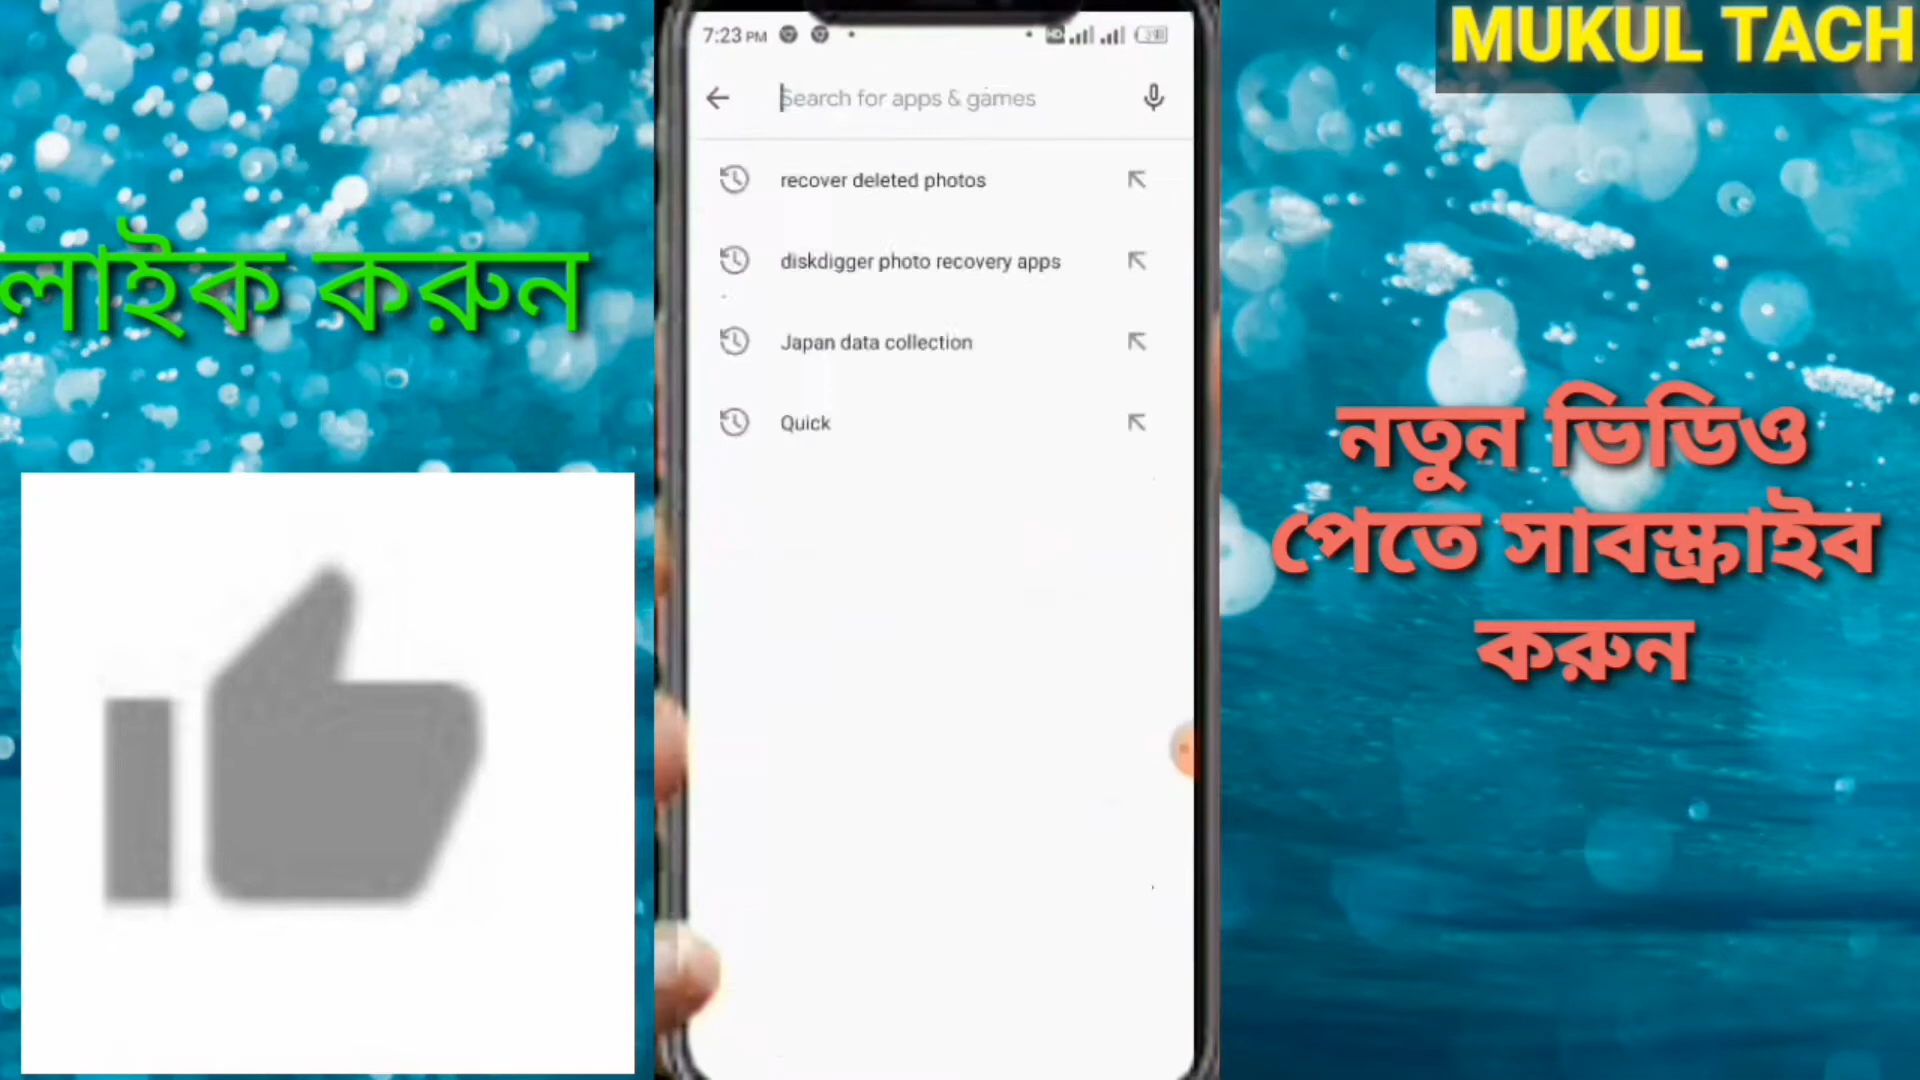 MUKUL TACH
7:23 PM
Search for apps & games
recover deleted photos
diskdigger photo recovery apps
Japan data collection
Quick
লাইক করুন
নতুন ভিডিও
পেতে সাবস্ক্রাইব
করুন